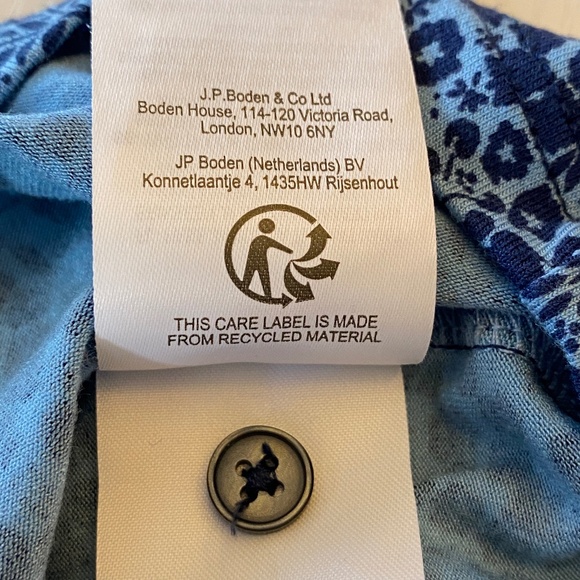 J.P.Boden & Co Ltd
Boden House, 114-120 Victoria Road,
London, NW10 6NY
JP Boden (Netherlands) BV
Konnetlaantje 4, 1435HW Rijsenhout
THIS CARE LABEL IS MADE
FROM RECYCLED MATERIAL